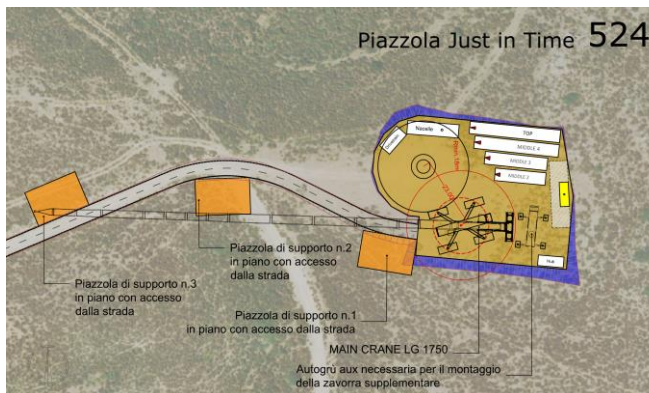 Piazzola Just in Time 524
Nacelle
TOP
MIDDLE 4
MIDDLE 3
MIDDLE 2
Hub
Piazzola di supporto n.2
in piano con accesso
dalla strada
Piazzola di supporto n.3
in piano con accesso
dalla strada
Piazzola di supporto n.1
in piano con accesso dalla strada
MAIN CRANE LG 1750
Autogrù aux necessaria per il montaggio
della zavorra supplementare